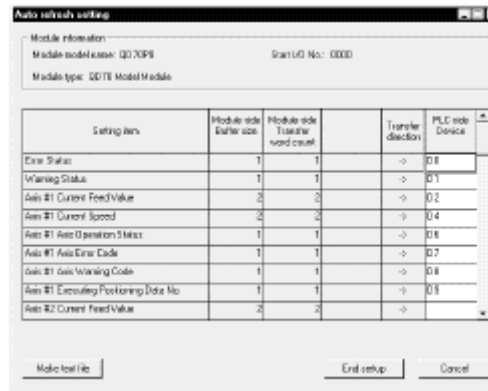 Auto refresh setting
Module information
Module model name: QD70P8 Start I/O No.: 0000
Module type: QD70 Model Module
Setting item Module side Buffer size Module side Transfer word count Transfer direction PLC side Device
Error Status 1 1 -> D0
Warning Status 1 1 -> D1
Axis #1 Current Feed Value 2 2 -> D2
Axis #1 Current Speed 2 2 -> D4
Axis #1 Axis Operation Status 1 1 -> D6
Axis #1 Axis Error Code 1 1 -> D7
Axis #1 Axis Warning Code 1 1 -> D8
Axis #1 Executing Positioning Data No 1 1 -> D9
Axis #2 Current Feed Value 2 2 ->
Make text file End setup Cancel